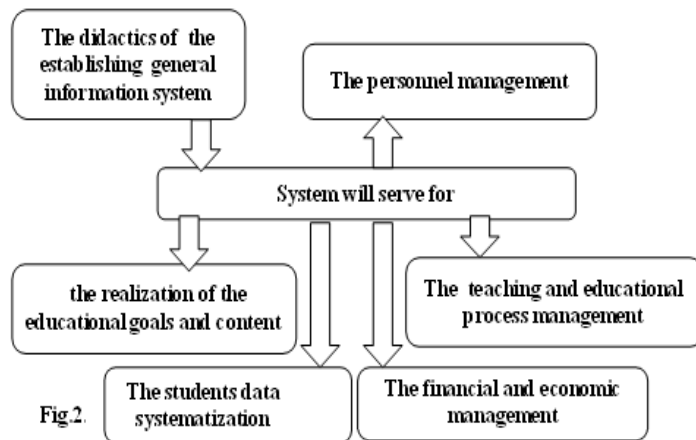 The didactics of the
establishing general
information system
The personnel management
System will serve for
the realization of the
educational goals and content
The teaching and educational
process management
The students data
systematization
The financial and economic
management
Fig.2.